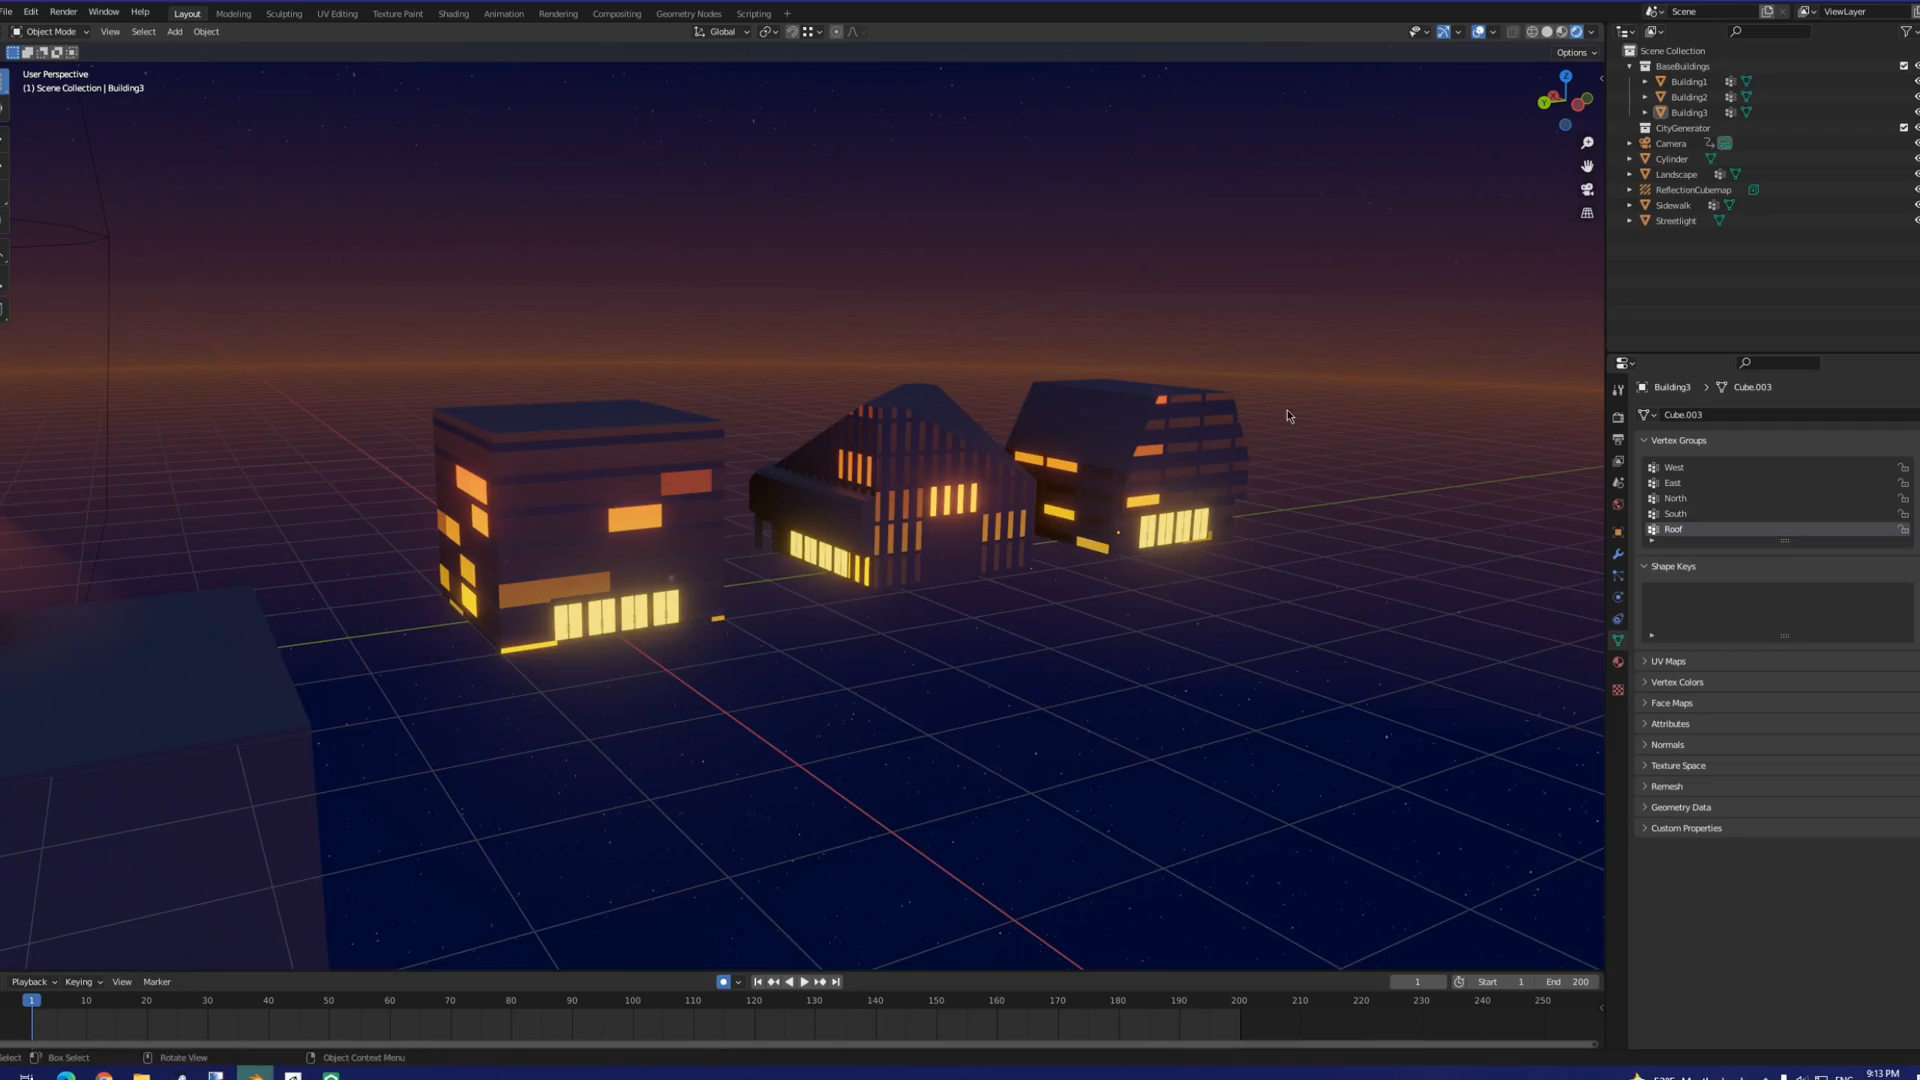 File Edit Render Window Help Layout Modeling Sculpting UV Editing Texture Paint Shading Animation Rendering Compositing Geometry Nodes Scripting + Scene ViewLayer
Object Mode View Select Add Object Global
Options
User Perspective
(1) Scene Collection | Building3
Z
Y
Scene Collection
BaseBuildings
Building1
Building2
Building3
CityGenerator
Camera
Cylinder
Landscape
ReflectionCubemap
Sidewalk
Streetlight
Building3 > Cube.003
Cube.003
Vertex Groups
West
East
North
South
Roof
Shape Keys
UV Maps
Vertex Colors
Face Maps
Attributes
Normals
Texture Space
Remesh
Geometry Data
Custom Properties
Playback Keying View Marker 1 Start 1 End 200
1 10 20 30 40 50 60 70 80 90 100 110 120 130 140 150 160 170 180 190 200 210 220 230 240 250
Select Box Select Rotate View Object Context Menu
9:13 PM